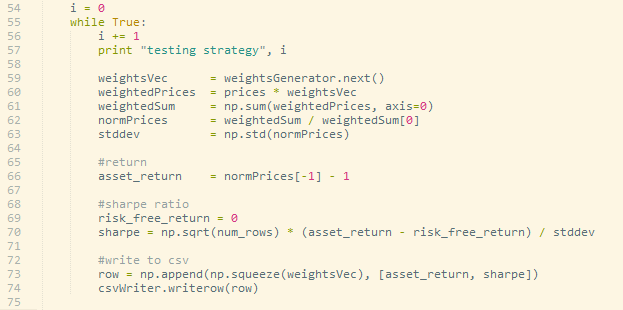 54 i = 0
55 while True:
56 i += 1
57 print "testing strategy", i
58
59 weightsVec = weightsGenerator.next()
60 weightedPrices = prices * weightsVec
61 weightedSum = np.sum(weightedPrices, axis=0)
62 normPrices = weightedSum / weightedSum[0]
63 stddev = np.std(normPrices)
64
65 #return
66 asset_return = normPrices[-1] - 1
67
68 #sharpe ratio
69 risk_free_return = 0
70 sharpe = np.sqrt(num_rows) * (asset_return - risk_free_return) / stddev
71
72 #write to csv
73 row = np.append(np.squeeze(weightsVec), [asset_return, sharpe])
74 csvWriter.writerow(row)
75